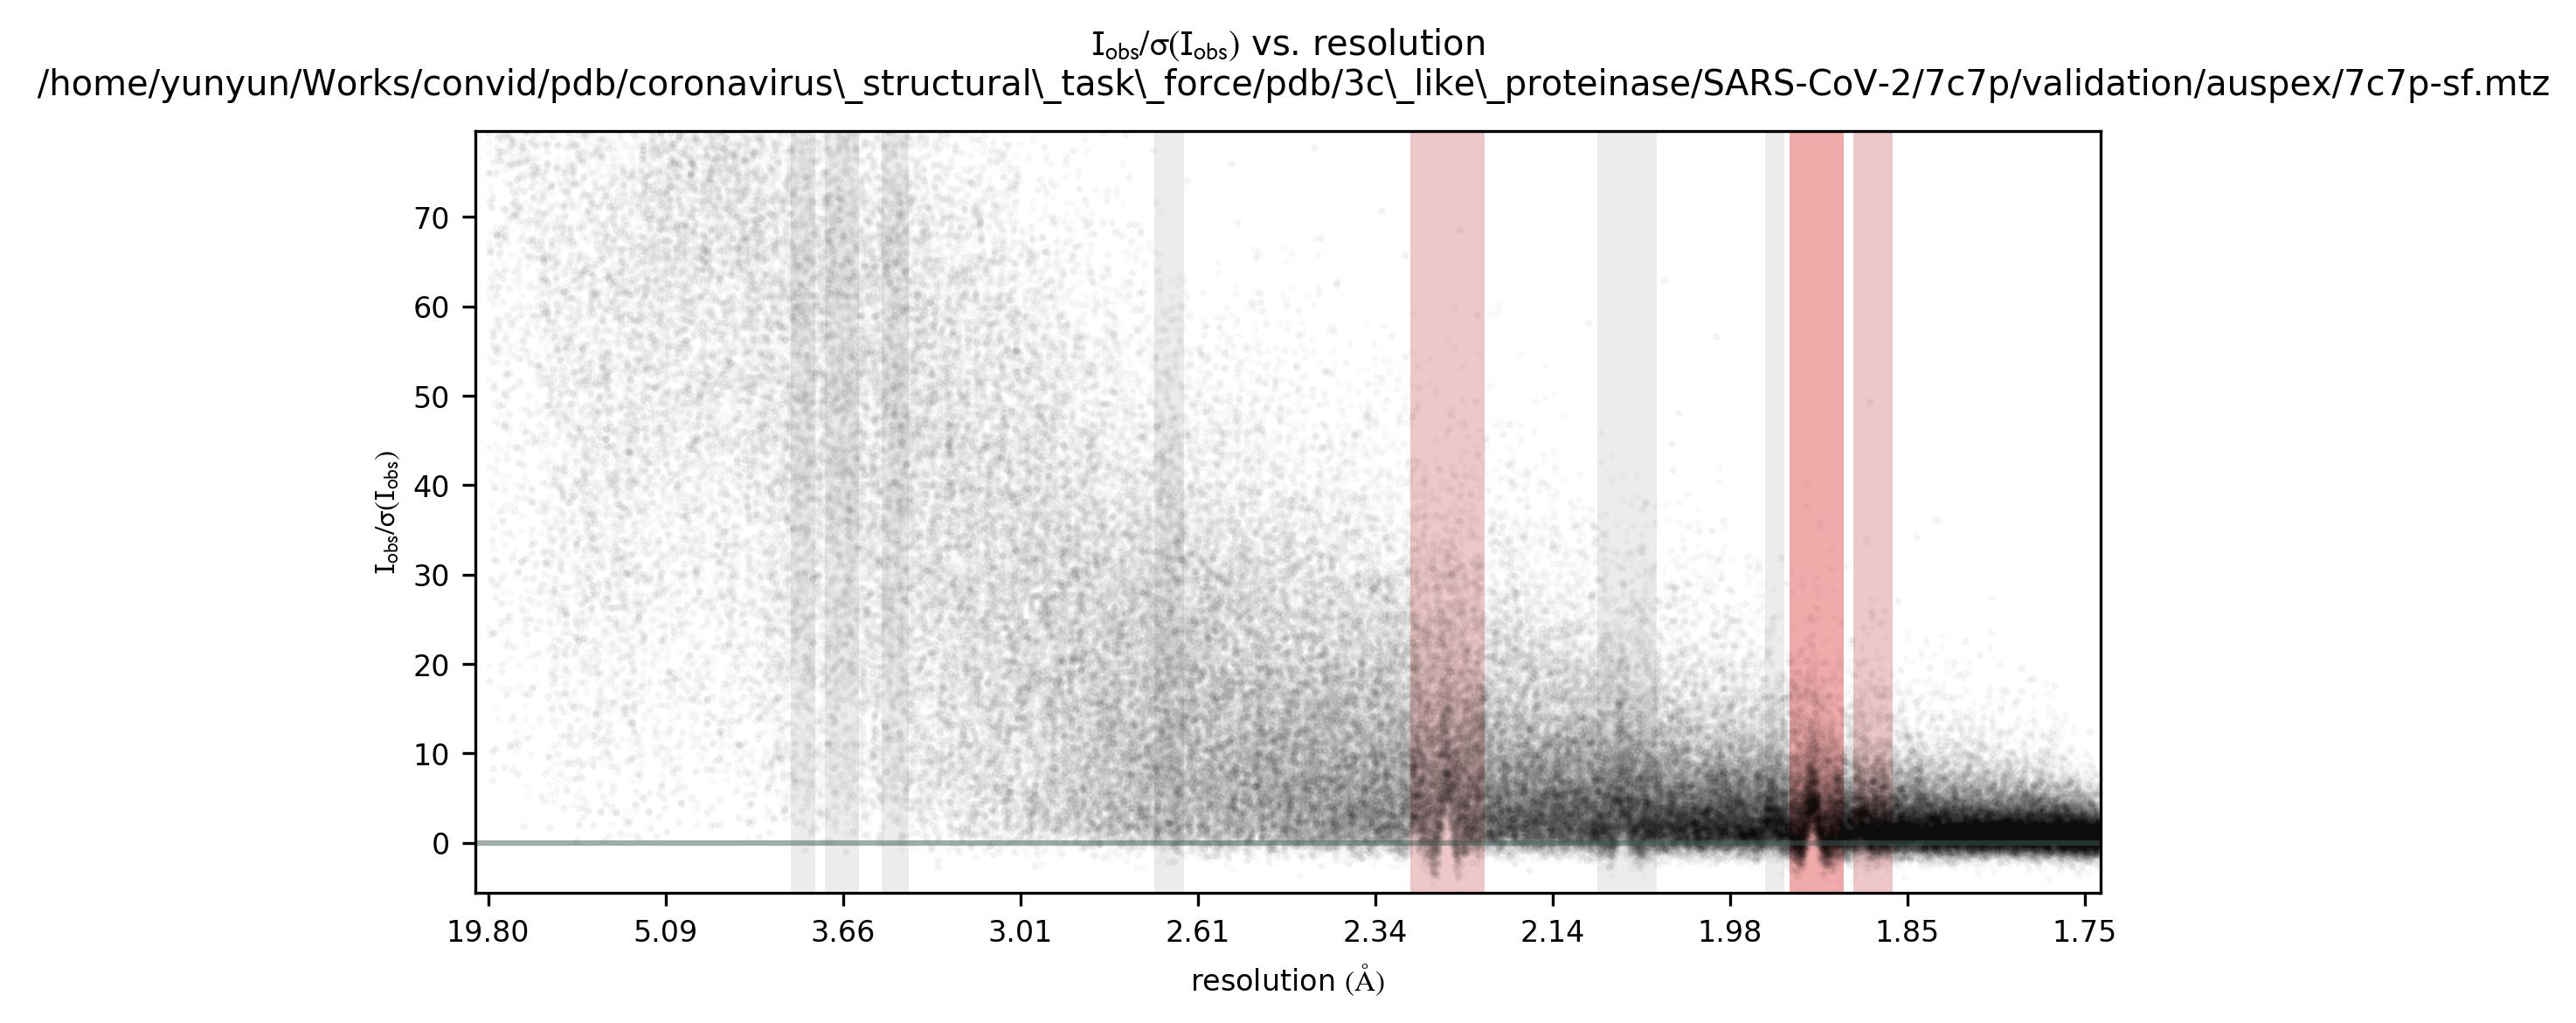 Iobs/σ(Iobs) vs. resolution
/home/yunyun/Works/convid/pdb/coronavirus\_structural\_task\_force/pdb/3c\_like\_proteinase/SARS-CoV-2/7c7p/validation/auspex/7c7p-sf.mtz
Iobs/σ(Iobs)
70
60
50
40
30
20
10
0
19.80 5.09 3.66 3.01 2.61 2.34 2.14 1.98 1.85 1.75
resolution (Å)